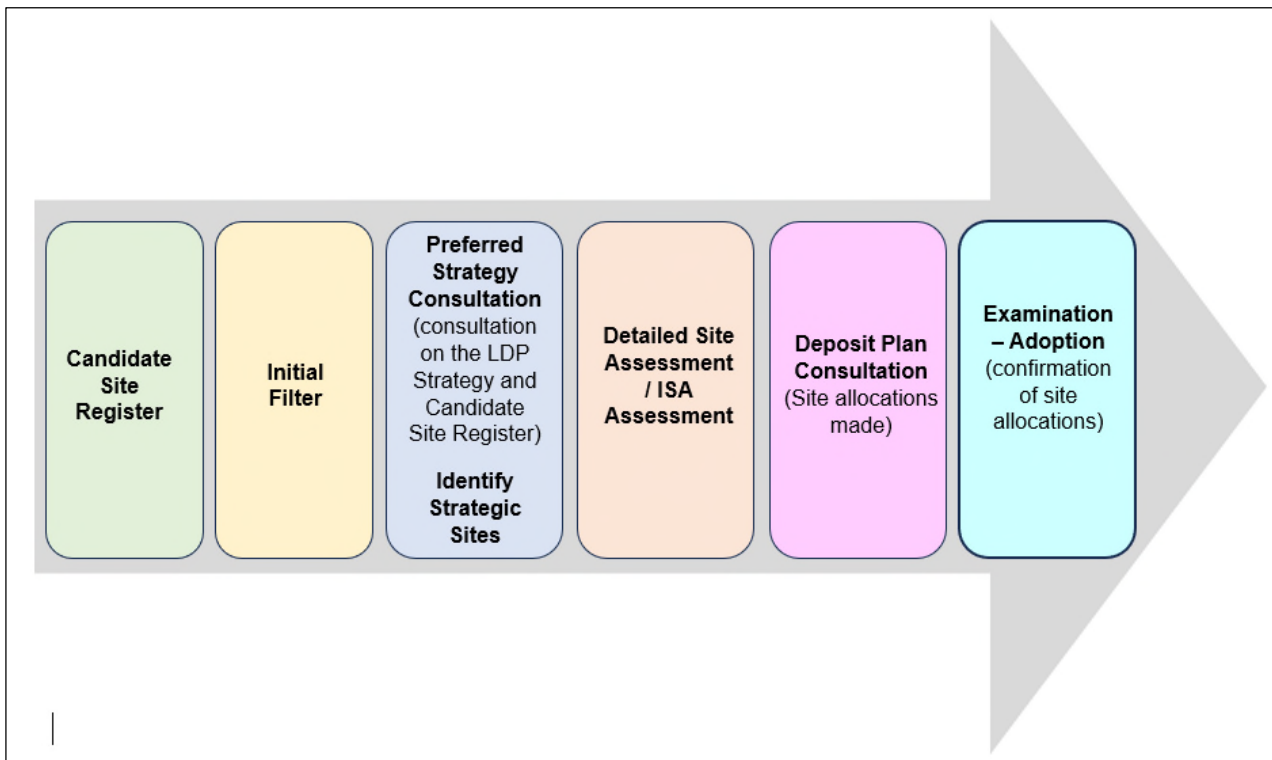 Candidate
Site
Register
Initial
Filter
Preferred
Strategy
Consultation
(consultation
on the LDP
Strategy and
Candidate
Site Register)
Identify
Strategic
Sites
Detailed Site
Assessment
/ ISA
Assessment
Deposit Plan
Consultation
(Site allocations
made)
Examination
– Adoption
(confirmation
of site
allocations)